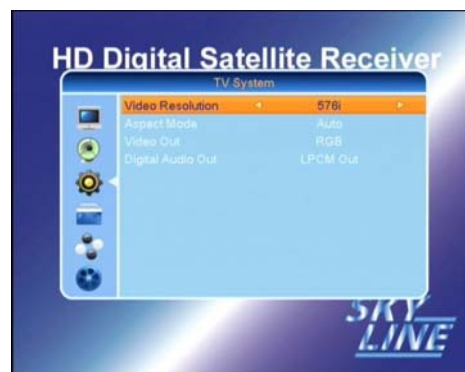 HD Digital Satellite Receiver
TV System
Video Resolution 576i
Aspect Mode Auto
Video Out RGB
Digital Audio Out LPCM Out
SKY
LINE